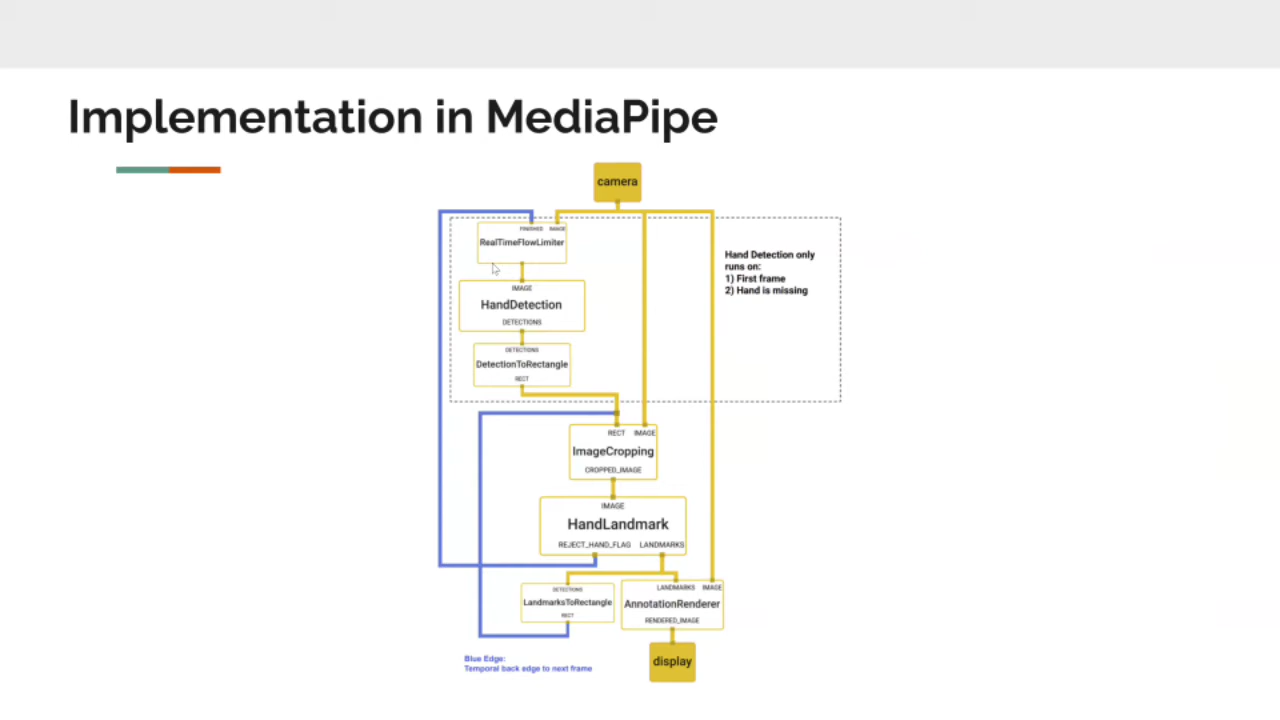 Implementation in MediaPipe
camera
FINISHED IMAGE
RealTimeFlowLimiter
Hand Detection only
runs on:
1) First frame
2) Hand is missing
IMAGE
HandDetection
DETECTIONS
DETECTIONS
DetectionToRectangle
RECT
RECT IMAGE
ImageCropping
CROPPED_IMAGE
IMAGE
HandLandmark
REJECT_HAND_FLAG LANDMARKS
DETECTIONS
LandmarksToRectangle
RECT
LANDMARKS IMAGE
AnnotationRenderer
RENDERED_IMAGE
Blue Edge:
Temporal back edge to next frame
display